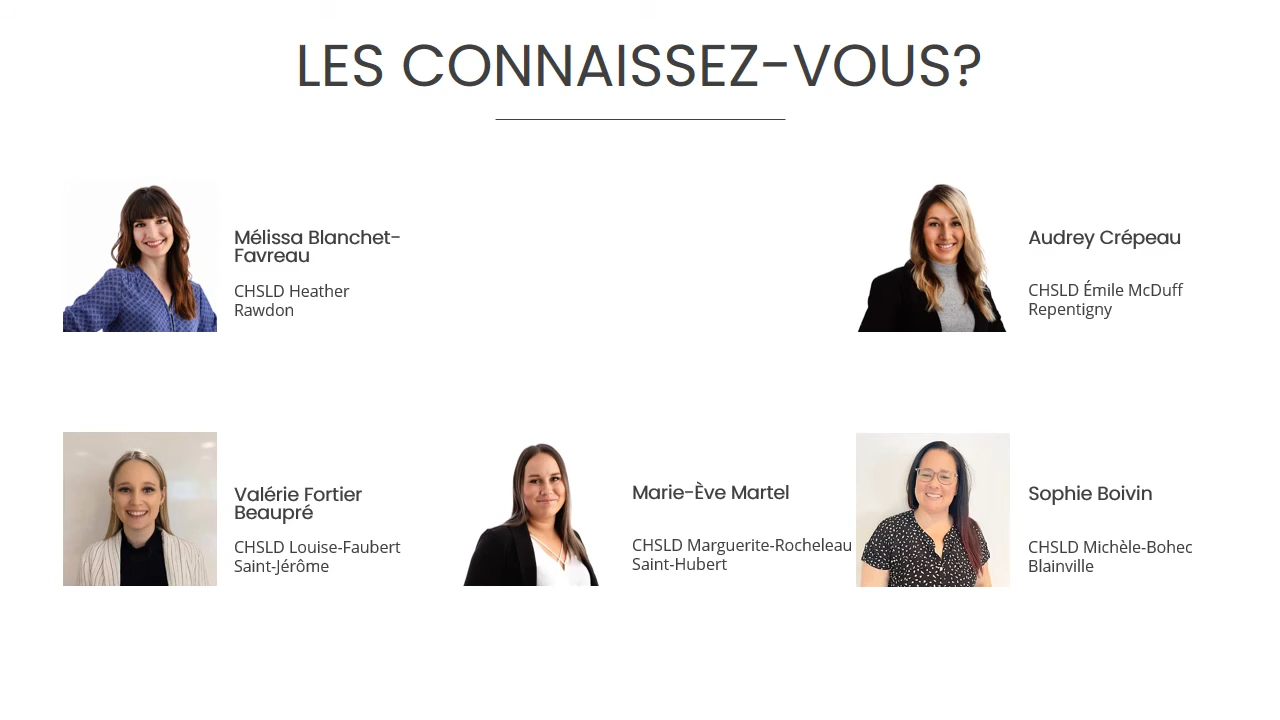 LES CONNAISSEZ-VOUS?
Mélissa Blanchet-
Favreau
CHSLD Heather
Rawdon
Audrey Crépeau
CHSLD Émile McDuff
Repentigny
Valérie Fortier
Beaupré
CHSLD Louise-Faubert
Saint-Jérôme
Marie-Ève Martel
CHSLD Marguerite-Rocheleau
Saint-Hubert
Sophie Boivin
CHSLD Michèle-Bohec
Blainville